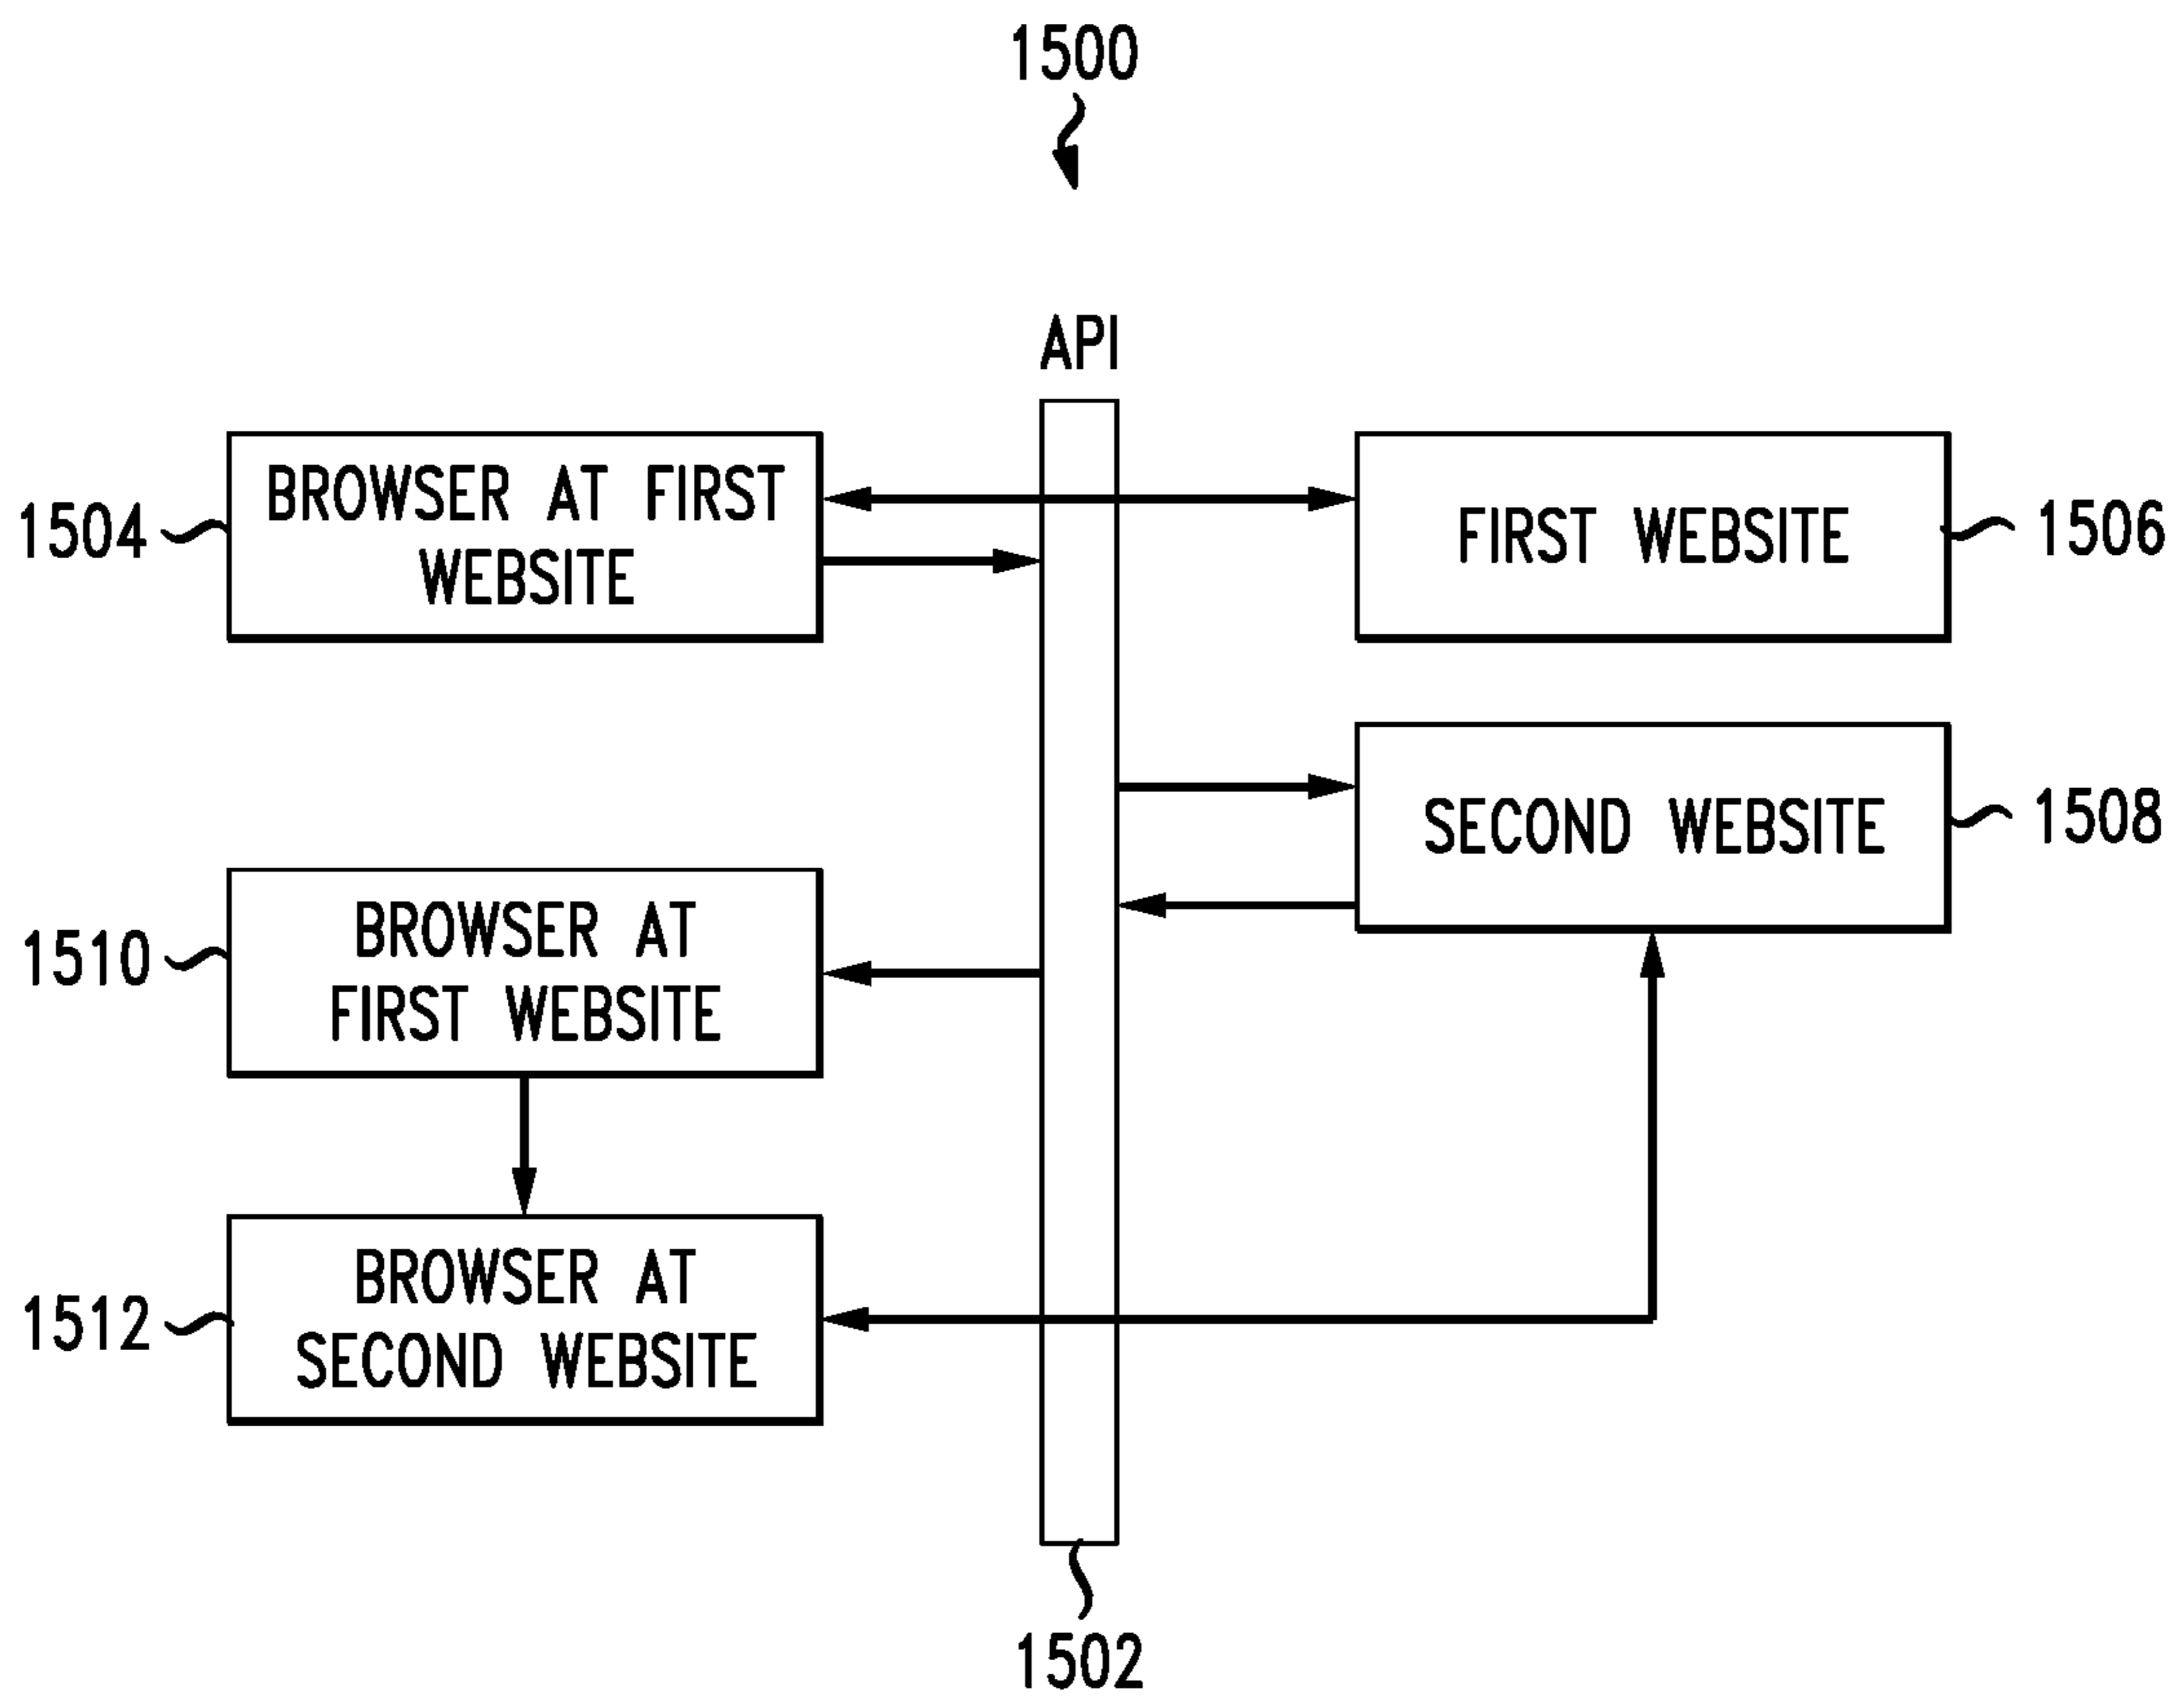 1500
API
BROWSER AT FIRST
WEBSITE
1504
FIRST WEBSITE
1506
SECOND WEBSITE
1508
BROWSER AT
FIRST WEBSITE
1510
BROWSER AT
SECOND WEBSITE
1512
1502